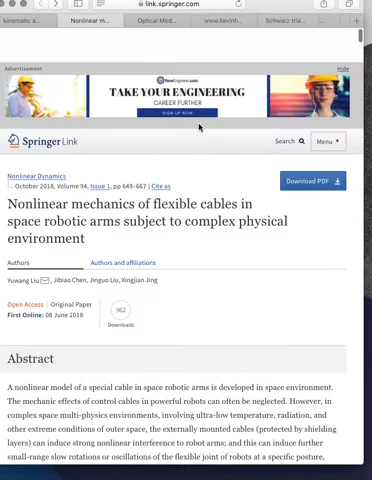 link.springer.com
kinematic a...
Nonlinear m...
Optical Mod...
www.kevinh...
Schwarz tria...
...
+
Advertisement
Hide
NewEngineer.com
TAKE YOUR ENGINEERING
CAREER FURTHER
SIGN UP NOW
Springer Link
Search
Menu
Nonlinear Dynamics
October 2018, Volume 94, Issue 1, pp 649–667 | Cite as
Download PDF
Nonlinear mechanics of flexible cables in
space robotic arms subject to complex physical
environment
Authors
Authors and affiliations
Yuwang Liu, Jibiao Chen, Jinguo Liu, Xingjian Jing
Open Access | Original Paper
First Online: 08 June 2018
962
Downloads
Abstract
A nonlinear model of a special cable in space robotic arms is developed in space environment.
The mechanic effects of control cables in powerful robots can often be neglected. However, in
complex space multi-physics environments, involving ultra-low temperature, radiation, and
other extreme conditions of outer space, the externally mounted cables (protected by shielding
layers) can induce strong nonlinear interference to robot arms; and this can induce further
small-range slow rotations or oscillations of the flexible joint of robots at a specific posture,